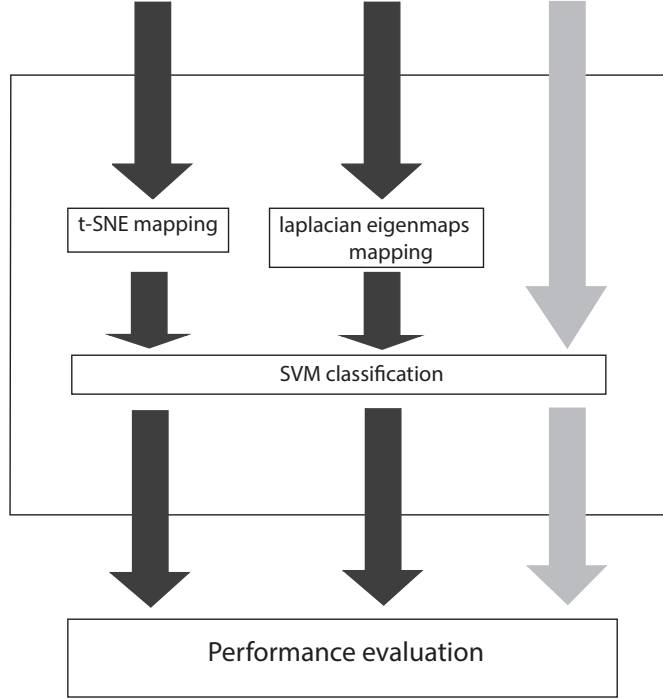 t-SNE mapping
laplacian eigenmaps
mapping
SVM classification
Performance evaluation